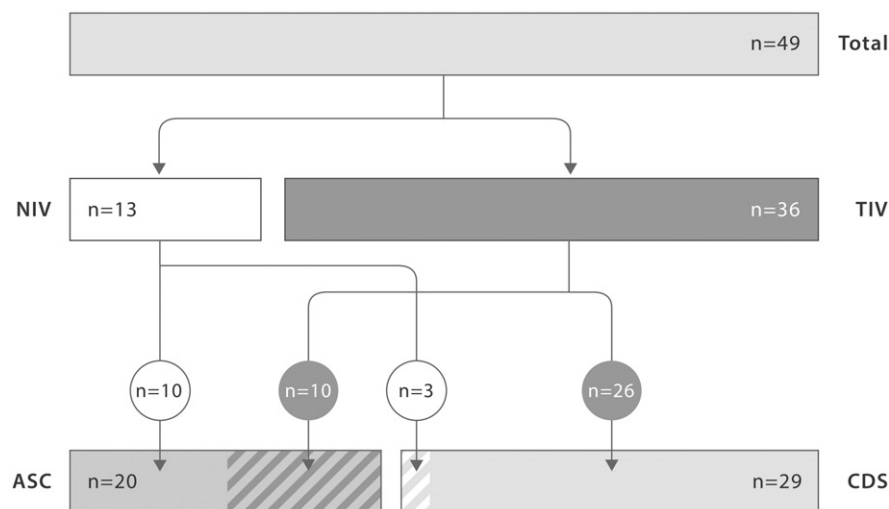 n=49 Total
NIV n=13 n=36 TIV
n=10 n=10 n=3 n=26
ASC n=20 n=29 CDS